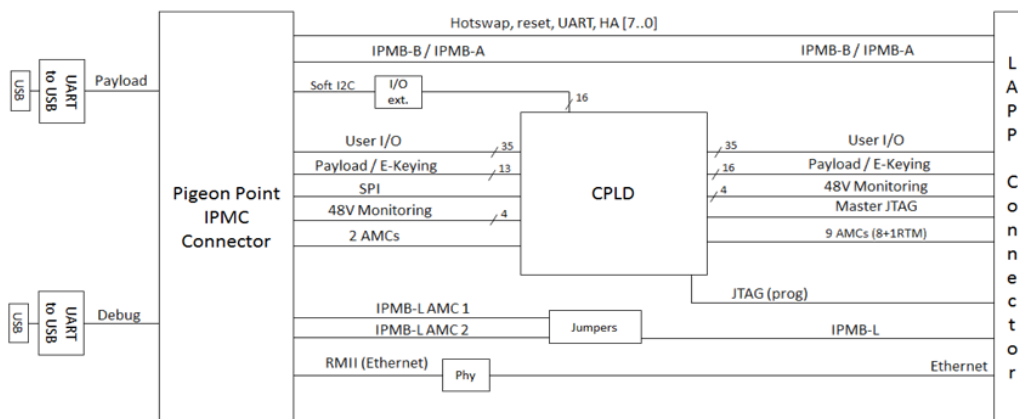 Hotswap, reset, UART, HA [7..0]
IPMB-B / IPMB-A
IPMB-B / IPMB-A
USB
UART
to USB
Payload
Soft I2C
I/O
ext.
16
User I/O
35
35
User I/O
Payload / E-Keying
13
16
Payload / E-Keying
SPI
4
48V Monitoring
48V Monitoring
4
Master JTAG
2 AMCs
9 AMCs (8+1RTM)
Pigeon Point
IPMC
Connector
CPLD
LAPP Connector
JTAG (prog)
USB
UART
to USB
Debug
IPMB-L AMC 1
IPMB-L AMC 2
Jumpers
IPMB-L
RMII (Ethernet)
Phy
Ethernet